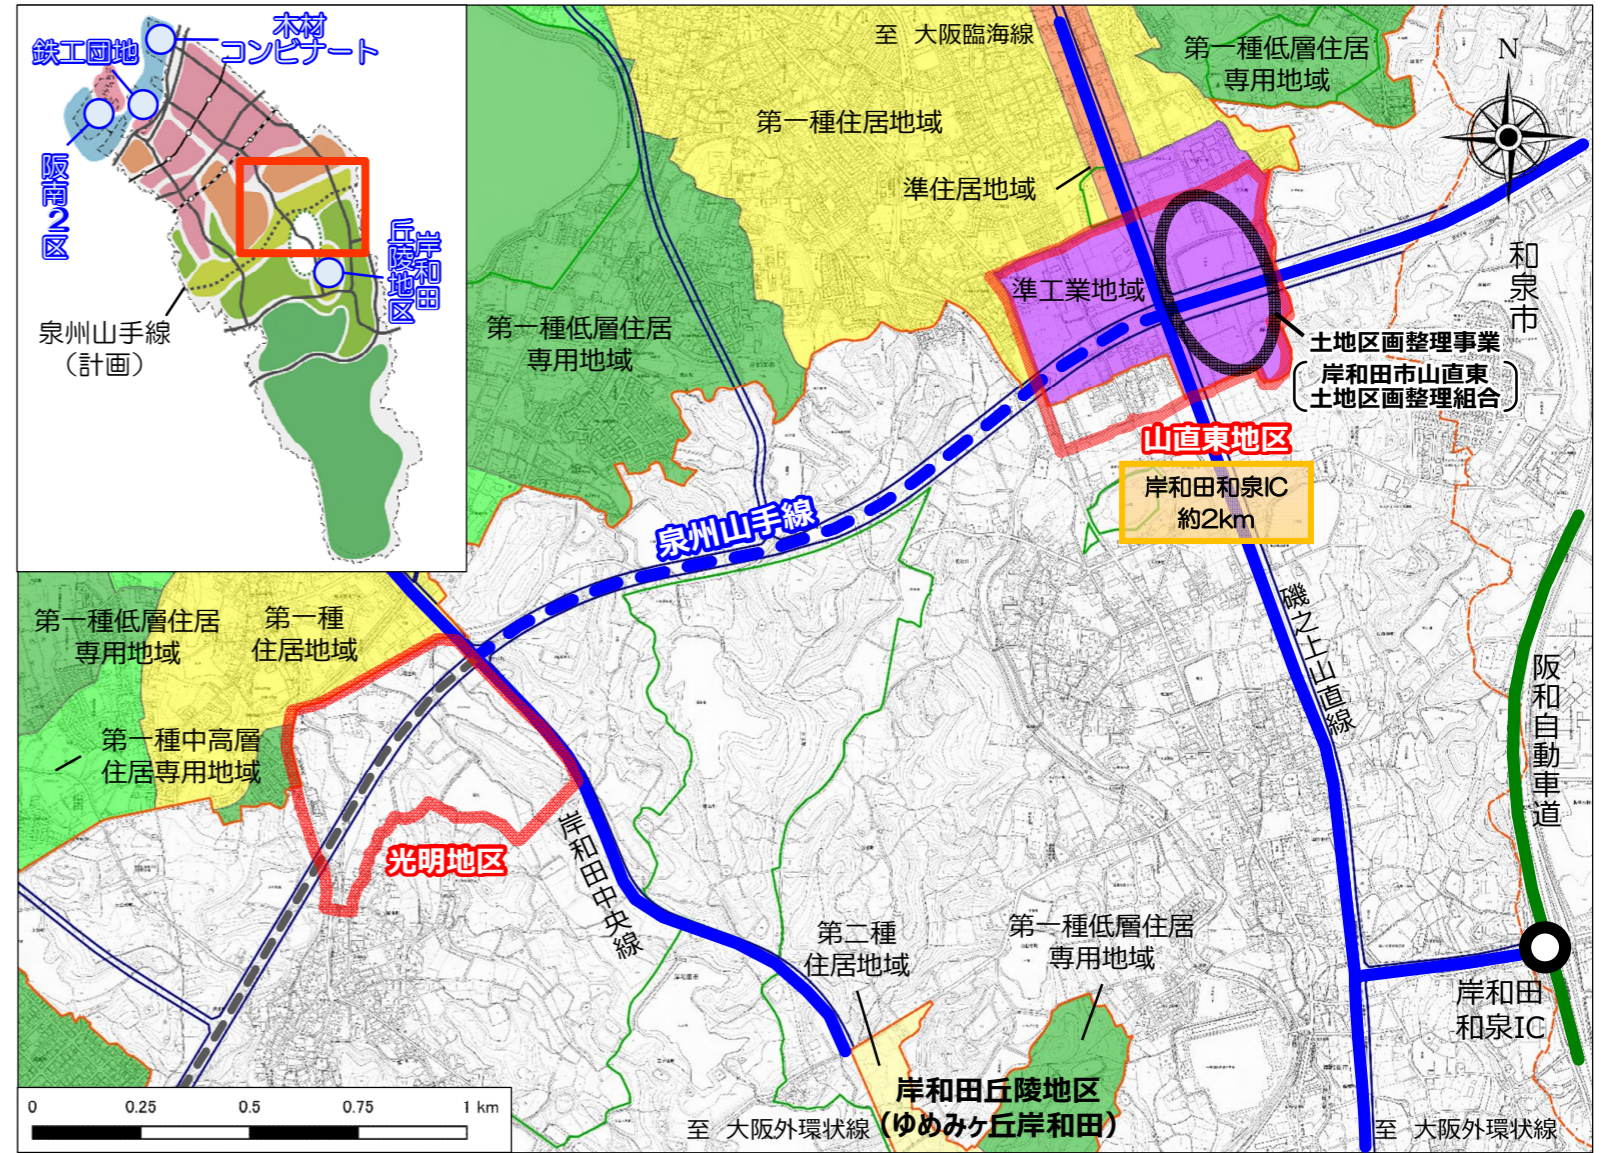 木材
コンビナート
鉄工団地
阪南2区
岸和田
丘陵地区
泉州山手線
（計画）
至 大阪臨海線
第一種低層住居
専用地域
N
第一種住居地域
準住居地域
和泉市
準工業地域
第一種低層住居
専用地域
土地区画整理事業
岸和田市山直東
土地区画整理組合
山直東地区
岸和田和泉IC
約2km
泉州山手線
磯之上山直線
第一種低層住居
専用地域
第一種
住居地域
阪和自動車道
第一種中高層
住居専用地域
光明地区
岸和田中央線
第二種
住居地域
第一種低層住居
専用地域
岸和田
和泉IC
岸和田丘陵地区
（ゆめみヶ丘岸和田）
至 大阪外環状線
至 大阪外環状線
0 0.25 0.5 0.75 1 km